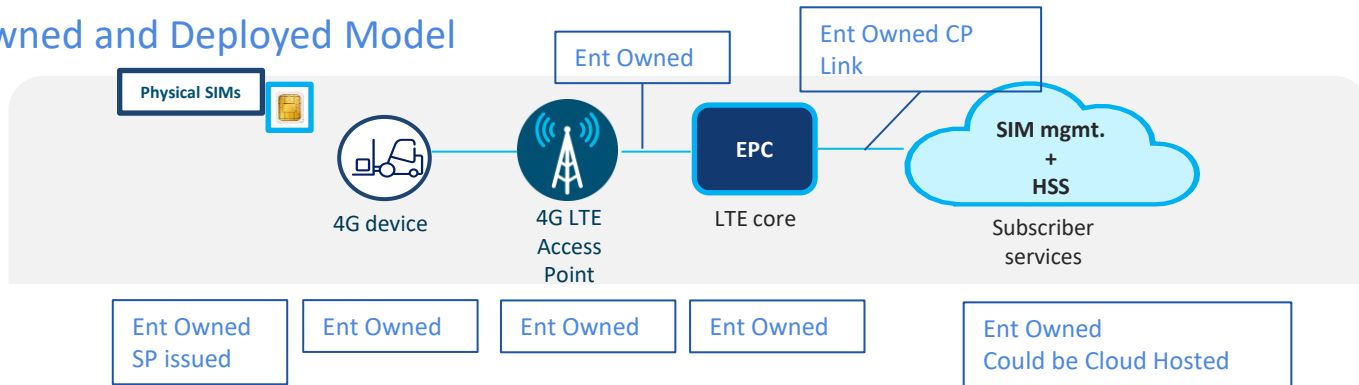 wned and Deployed Model
Ent Owned
Ent Owned CP
Link
Physical SIMs
SIM mgmt.
+
HSS
EPC
4G device
4G LTE
Access
Point
LTE core
Subscriber
services
Ent Owned
SP issued
Ent Owned
Ent Owned
Ent Owned
Ent Owned
Could be Cloud Hosted